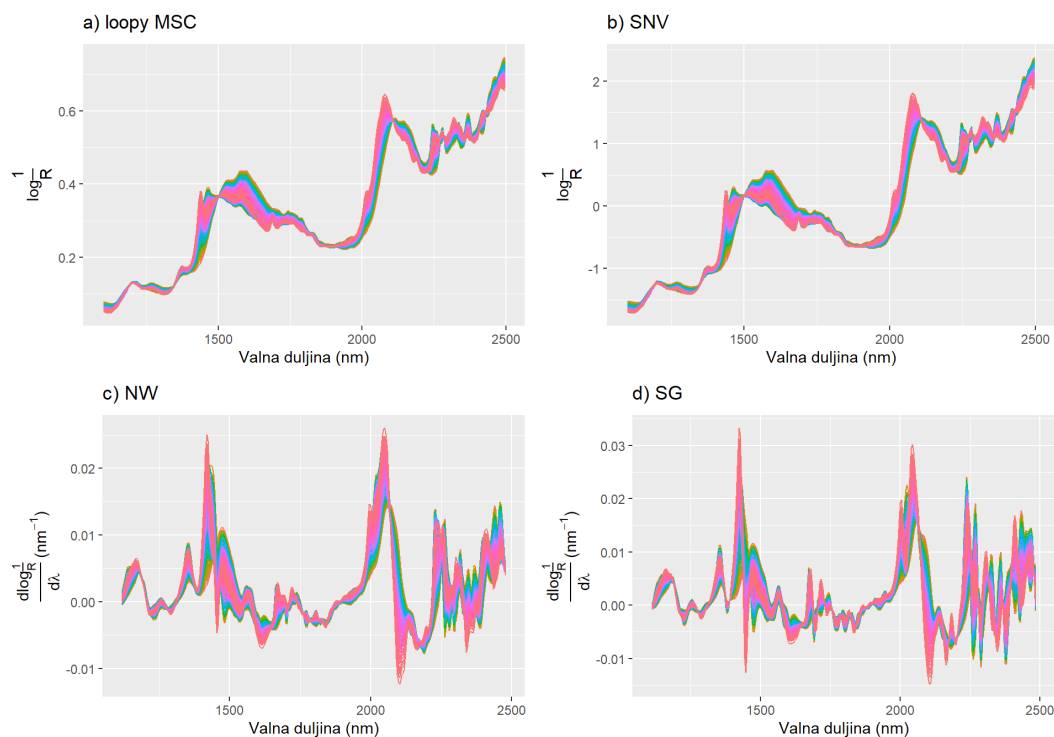 a) loopy MSC
b) SNV
log 1/R
0.6
0.4
0.2
1500
2000
2500
Valna duljina (nm)
log 1/R
2
1
0
-1
1500
2000
2500
Valna duljina (nm)
c) NW
d) SG
dlog 1/R / dλ (nm⁻¹)
0.02
0.01
0.00
-0.01
1500
2000
2500
Valna duljina (nm)
dlog 1/R / dλ (nm⁻¹)
0.03
0.02
0.01
0.00
-0.01
1500
2000
2500
Valna duljina (nm)